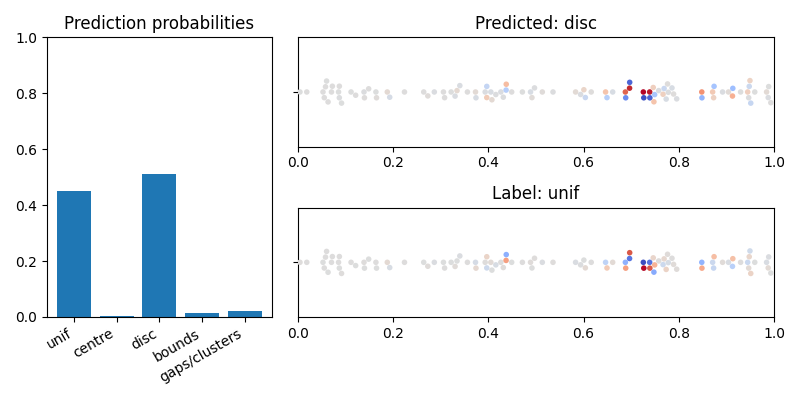 Prediction probabilities
1.0
0.8
0.6
0.4
0.2
0.0
unif
centre
disc
bounds
gaps/clusters
Predicted: disc
0.0 0.2 0.4 0.6 0.8 1.0
Label: unif
0.0 0.2 0.4 0.6 0.8 1.0